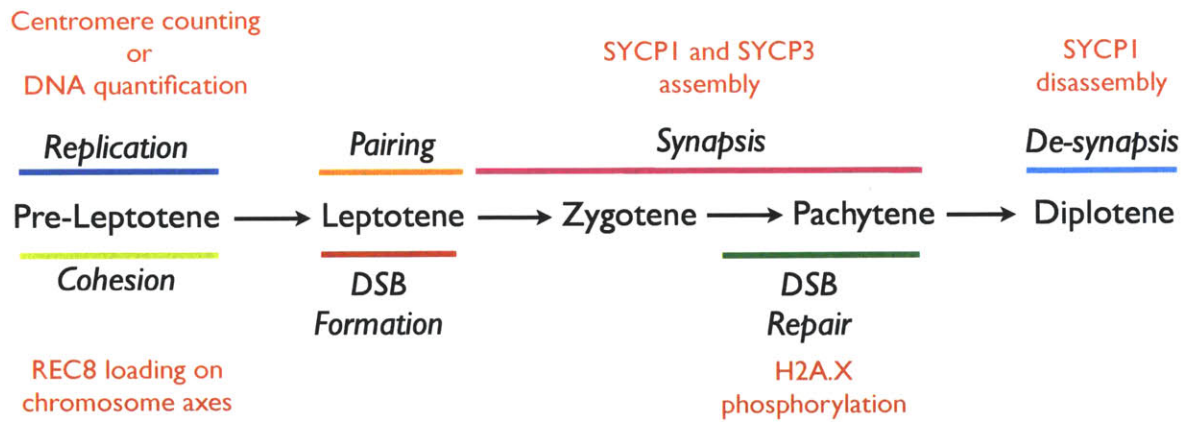 Centromere counting
or
DNA quantification
SYCP1 and SYCP3
assembly
SYCP1
disassembly
Replication
Pairing
Synapsis
De-synapsis
Pre-Leptotene
Leptotene
Zygotene
Pachytene
Diplotene
Cohesion
DSB
Formation
DSB
Repair
REC8 loading on
chromosome axes
H2A.X
phosphorylation